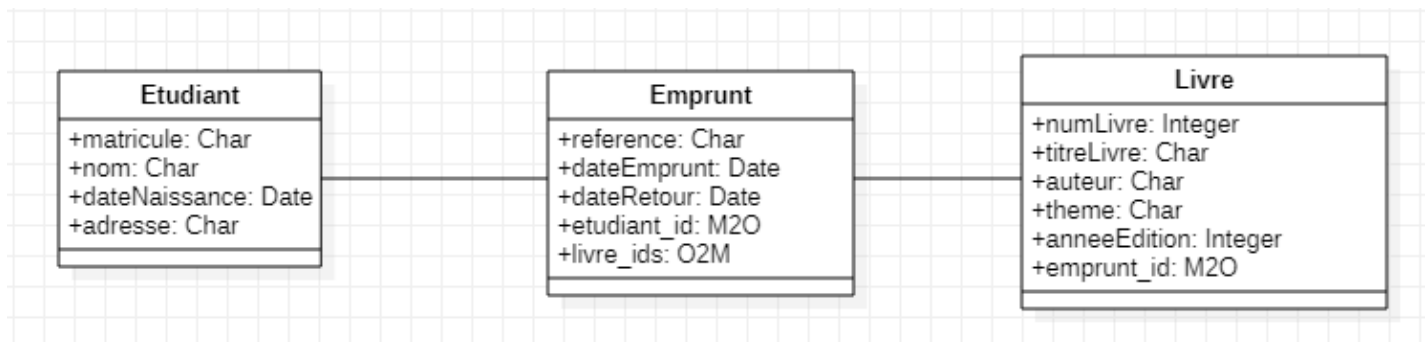 Etudiant
+matricule: Char
+nom: Char
+dateNaissance: Date
+adresse: Char
Emprunt
+reference: Char
+dateEmprunt: Date
+dateRetour: Date
+etudiant_id: M2O
+livre_ids: O2M
Livre
+numLivre: Integer
+titreLivre: Char
+auteur: Char
+theme: Char
+anneeEdition: Integer
+emprunt_id: M2O